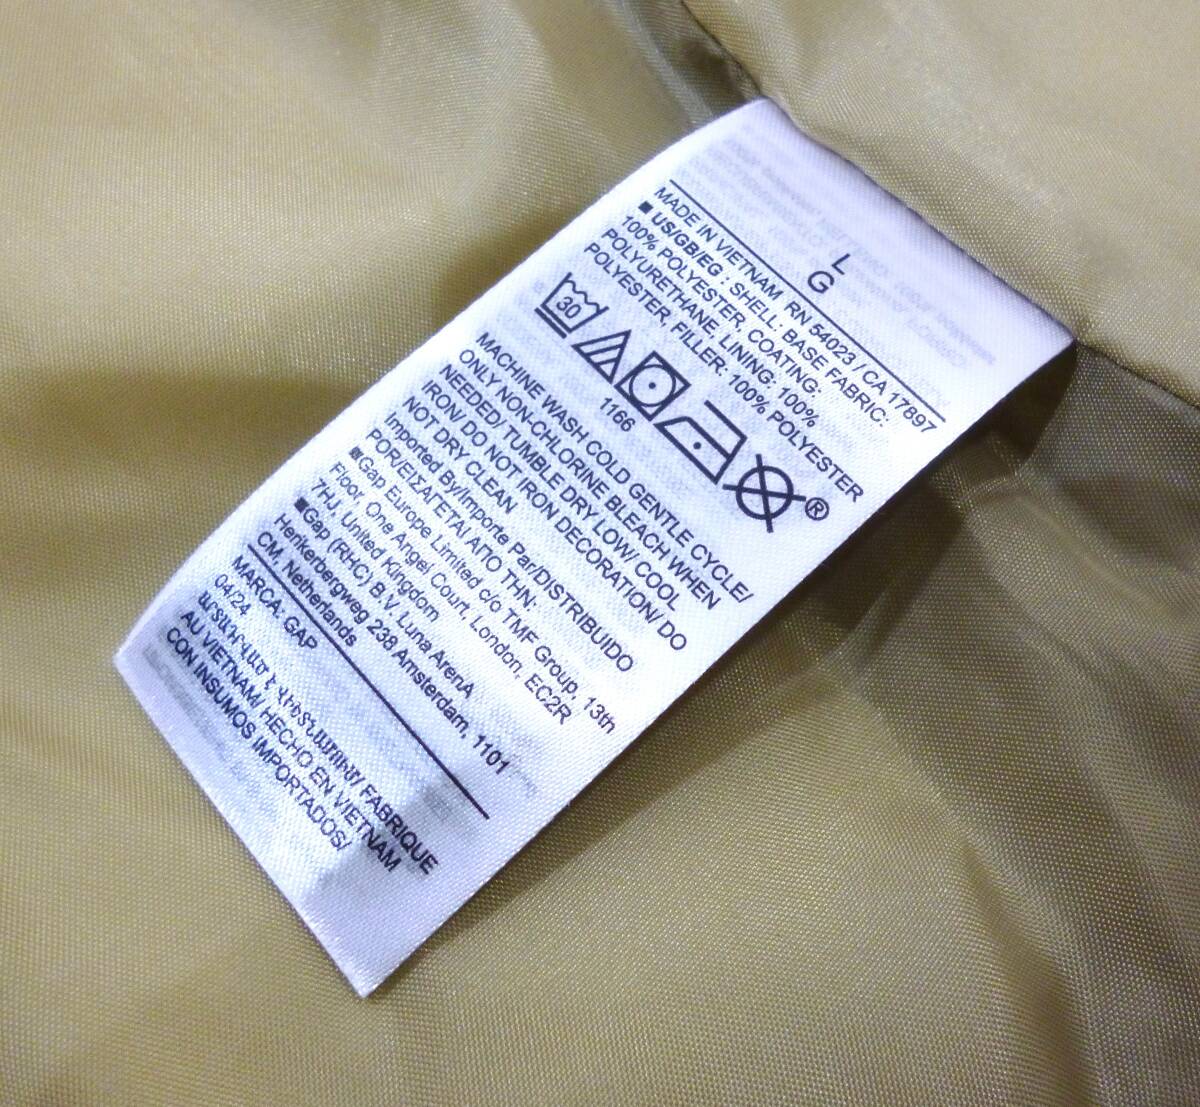 L
G
MADE IN VIETNAM RN 54023 / CA 17897
■ US/GB/EG : SHELL: BASE FABRIC:
100% POLYESTER, COATING:
POLYURETHANE, LINING: 100%
POLYESTER, FILLER: 100% POLYESTER
30
®
1166
MACHINE WASH COLD GENTLE CYCLE/
ONLY NON-CHLORINE BLEACH WHEN
NEEDED/ TUMBLE DRY LOW/ COOL
IRON/ DO NOT IRON DECORATION/ DO
NOT DRY CLEAN
Imported By/Importe Par/DISTRIBUIDO
POR/ΕΙΣΑΓΕΤΑΙ ΑΠΟ ΤΗΝ:
■Gap Europe Limited c/o TMF Group, 13th
Floor, One Angel Court, London, EC2R
7HJ, United Kingdom
■Gap (RHC) B.V. Luna ArenA
Herikerbergweg 238 Amsterdam, 1101
CM, Netherlands
MARCA: GAP
04/24
ԱՐՏԱԴՐՎԱԾ Է ՎԻԵՏՆԱՄՈՒՄ/ FABRIQUE
AU VIETNAM/ HECHO EN VIETNAM
CON INSUMOS IMPORTADOS/